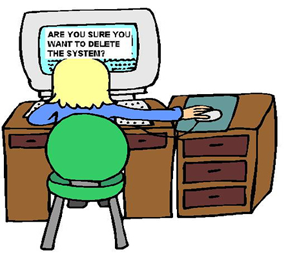 ARE YOU SURE YOU
WANT TO DELETE
THE SYSTEM?